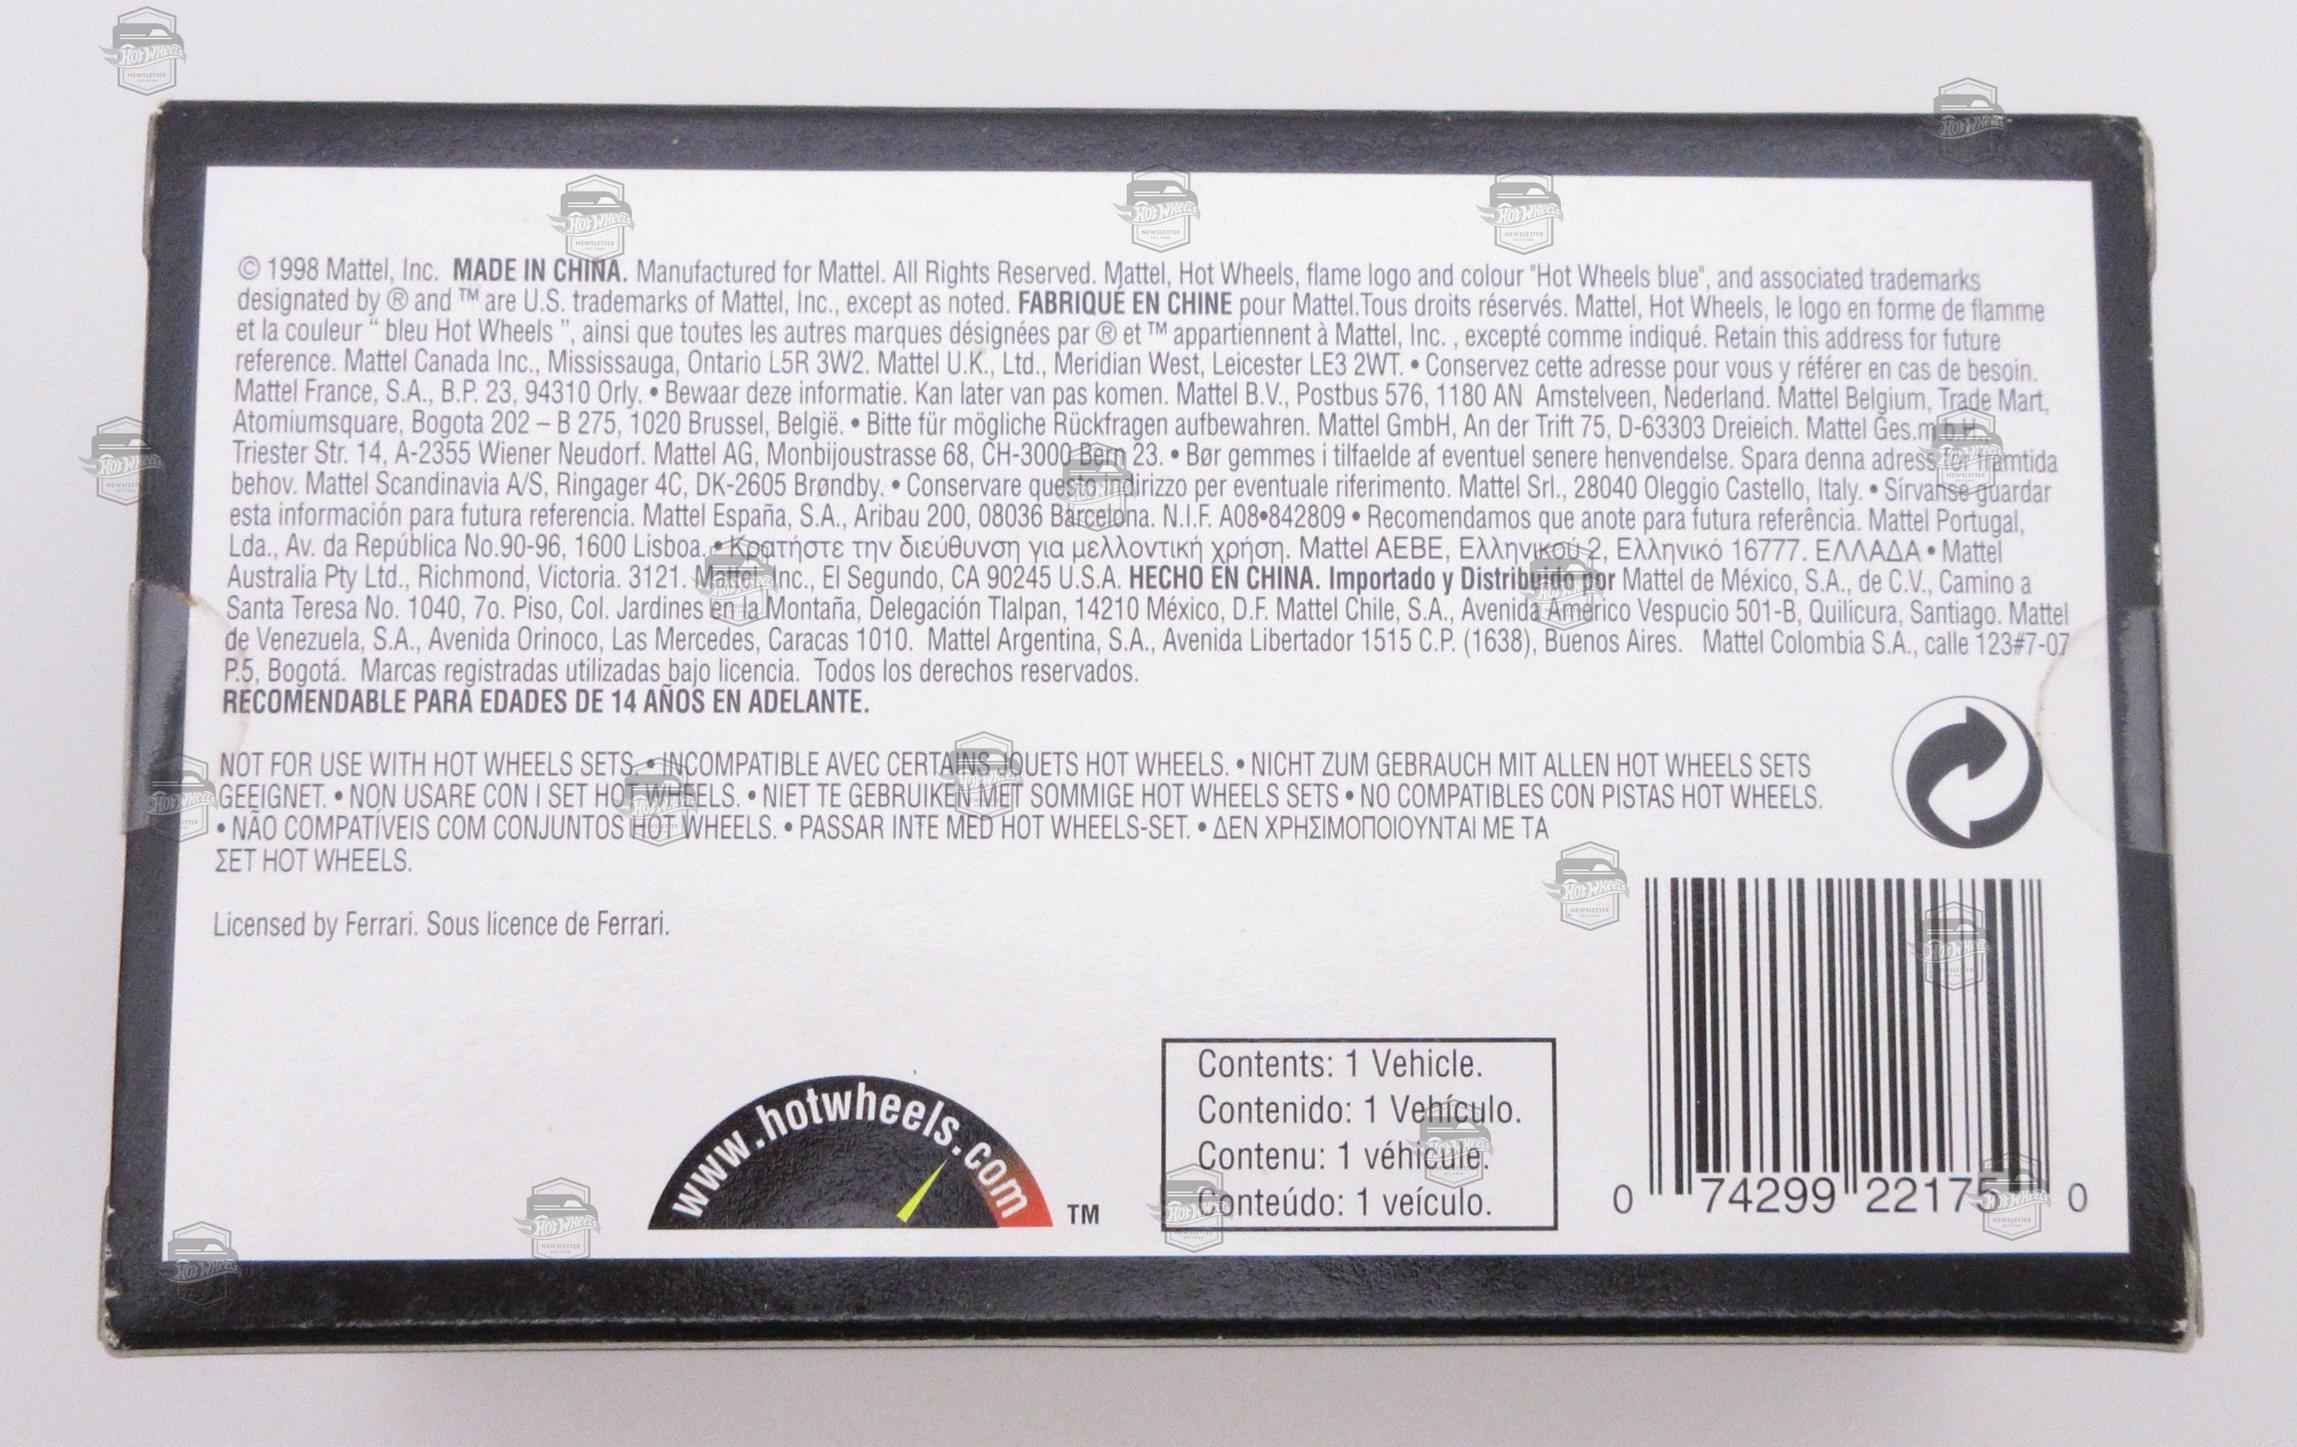 © 1998 Mattel, Inc. MADE IN CHINA. Manufactured for Mattel. All Rights Reserved. Mattel, Hot Wheels, flame logo and colour "Hot Wheels blue", and associated trademarks
designated by ® and ™ are U.S. trademarks of Mattel, Inc., except as noted. FABRIQUÉ EN CHINE pour Mattel.Tous droits réservés. Mattel, Hot Wheels, le logo en forme de flamme
et la couleur “ bleu Hot Wheels ”, ainsi que toutes les autres marques désignées par ® et ™ appartiennent à Mattel, Inc. , excepté comme indiqué. Retain this address for future
reference. Mattel Canada Inc., Mississauga, Ontario L5R 3W2. Mattel U.K., Ltd., Meridian West, Leicester LE3 2WT. • Conservez cette adresse pour vous y référer en cas de besoin.
Mattel France, S.A., B.P. 23, 94310 Orly. • Bewaar deze informatie. Kan later van pas komen. Mattel B.V., Postbus 576, 1180 AN Amstelveen, Nederland. Mattel Belgium, Trade Mart,
Atomiumsquare, Bogota 202 – B 275, 1020 Brussel, België. • Bitte für mögliche Rückfragen aufbewahren. Mattel GmbH, An der Trift 75, D-63303 Dreieich. Mattel Ges.m.b.H.,
Triester Str. 14, A-2355 Wiener Neudorf. Mattel AG, Monbijoustrasse 68, CH-3000 Bern 23. • Bør gemmes i tilfaelde af eventuel senere henvendelse. Spara denna adress for framtida
behov. Mattel Scandinavia A/S, Ringager 4C, DK-2605 Brøndby. • Conservare questo indirizzo per eventuale riferimento. Mattel Srl., 28040 Oleggio Castello, Italy. • Sírvanse guardar
esta información para futura referencia. Mattel España, S.A., Aribau 200, 08036 Barcelona. N.I.F. A08•842809 • Recomendamos que anote para futura referência. Mattel Portugal,
Lda., Av. da República No.90-96, 1600 Lisboa. • Κρατήστε την διεύθυνση για μελλοντική χρήση. Mattel AEBE, Ελληνικού 2, Ελληνικό 16777. ΕΛΛΑΔΑ • Mattel
Australia Pty Ltd., Richmond, Victoria. 3121. Mattel, Inc., El Segundo, CA 90245 U.S.A. HECHO EN CHINA. Importado y Distribuido por Mattel de México, S.A., de C.V., Camino a
Santa Teresa No. 1040, 7o. Piso, Col. Jardines en la Montaña, Delegación Tlalpan, 14210 México, D.F. Mattel Chile, S.A., Avenida Américo Vespucio 501-B, Quilicura, Santiago. Mattel
de Venezuela, S.A., Avenida Orinoco, Las Mercedes, Caracas 1010. Mattel Argentina, S.A., Avenida Libertador 1515 C.P. (1638), Buenos Aires. Mattel Colombia S.A., calle 123#7-07
P.5, Bogotá. Marcas registradas utilizadas bajo licencia. Todos los derechos reservados.
RECOMENDABLE PARA EDADES DE 14 AÑOS EN ADELANTE.
NOT FOR USE WITH HOT WHEELS SETS. • INCOMPATIBLE AVEC CERTAINS JOUETS HOT WHEELS. • NICHT ZUM GEBRAUCH MIT ALLEN HOT WHEELS SETS
GEEIGNET. • NON USARE CON I SET HOT WHEELS. • NIET TE GEBRUIKEN MET SOMMIGE HOT WHEELS SETS • NO COMPATIBLES CON PISTAS HOT WHEELS.
• NÃO COMPATÍVEIS COM CONJUNTOS HOT WHEELS. • PASSAR INTE MED HOT WHEELS-SET. • ΔΕΝ ΧΡΗΣΙΜΟΠΟΙΟΥΝΤΑΙ ΜΕ ΤΑ
ΣΕΤ HOT WHEELS.
Licensed by Ferrari. Sous licence de Ferrari.
www.hotwheels.com ™
Contents: 1 Vehicle.
Contenido: 1 Vehículo.
Contenu: 1 véhicule.
Conteúdo: 1 veículo.
0 74299 22175 0